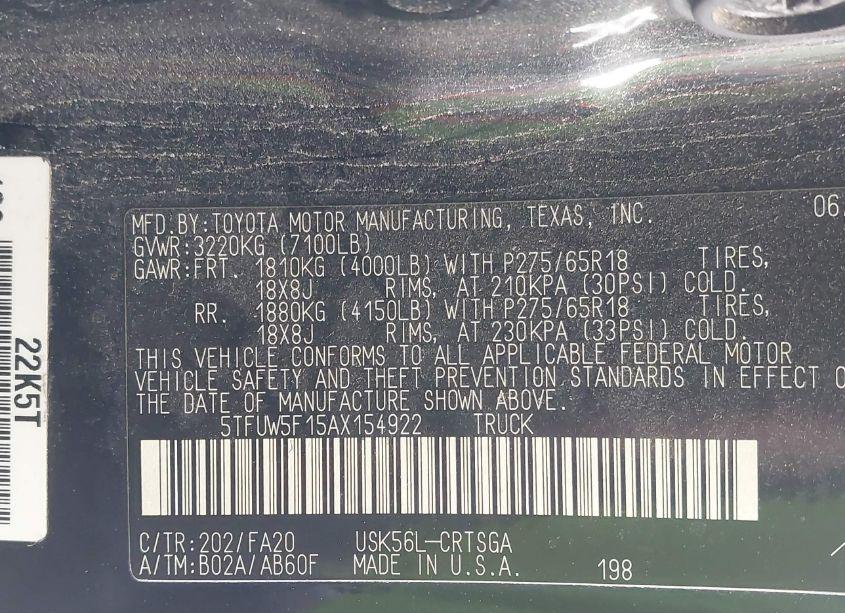 MFD.BY:TOYOTA MOTOR MANUFACTURING, TEXAS, INC. 06
GVWR:3220KG (7100LB)
GAWR:FRT. 1810KG (4000LB) WITH P275/65R18 TIRES,
18X8J RIMS, AT 210KPA (30PSI) COLD.
RR. 1880KG (4150LB) WITH P275/65R18 TIRES,
18X8J RIMS, AT 230KPA (33PSI) COLD.
THIS VEHICLE CONFORMS TO ALL APPLICABLE FEDERAL MOTOR
VEHICLE SAFETY AND THEFT PREVENTION STANDARDS IN EFFECT
THE DATE OF MANUFACTURE SHOWN ABOVE.
5TFUW5F15AX154922 TRUCK
C/TR:202/FA20 USK56L-CRTSGA
A/TM:B02A/AB60F MADE IN U.S.A. 198
22K5T